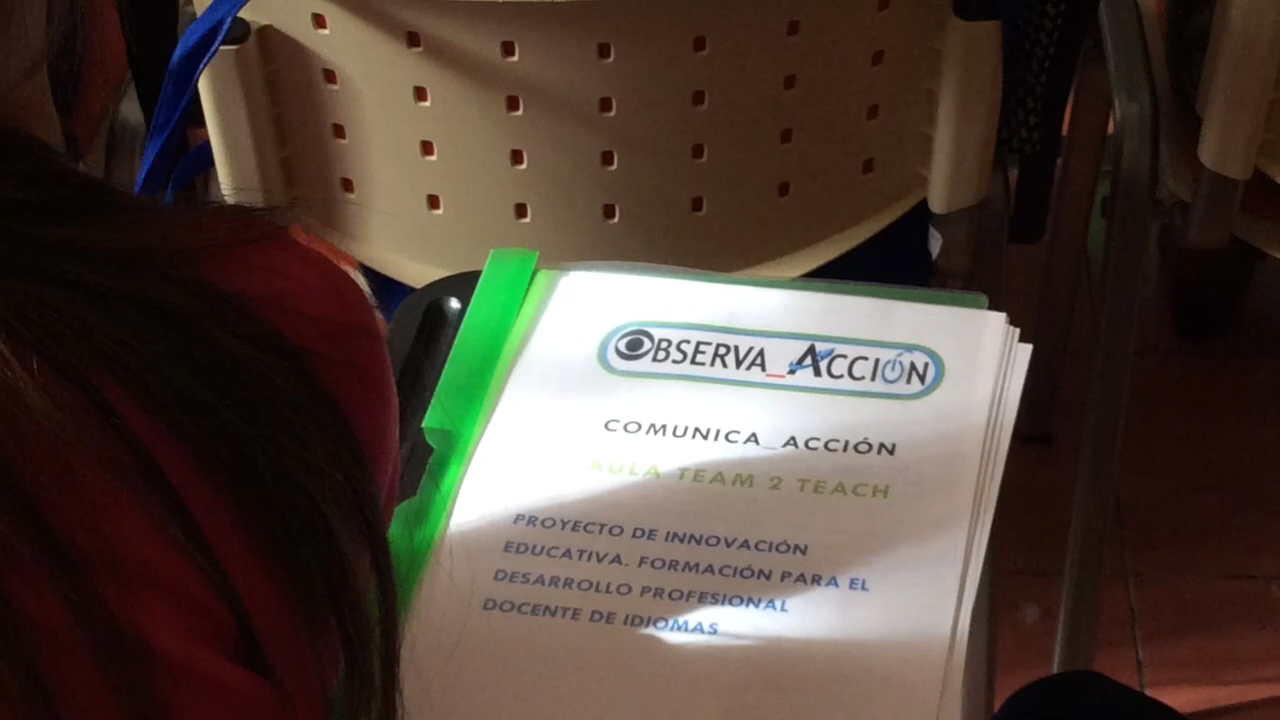 OBSERVA_ACCIÓN
COMUNICA_ACCIÓN
AULA TEAM 2 TEACH
PROYECTO DE INNOVACIÓN
EDUCATIVA. FORMACIÓN PARA EL
DESARROLLO PROFESIONAL
DOCENTE DE IDIOMAS